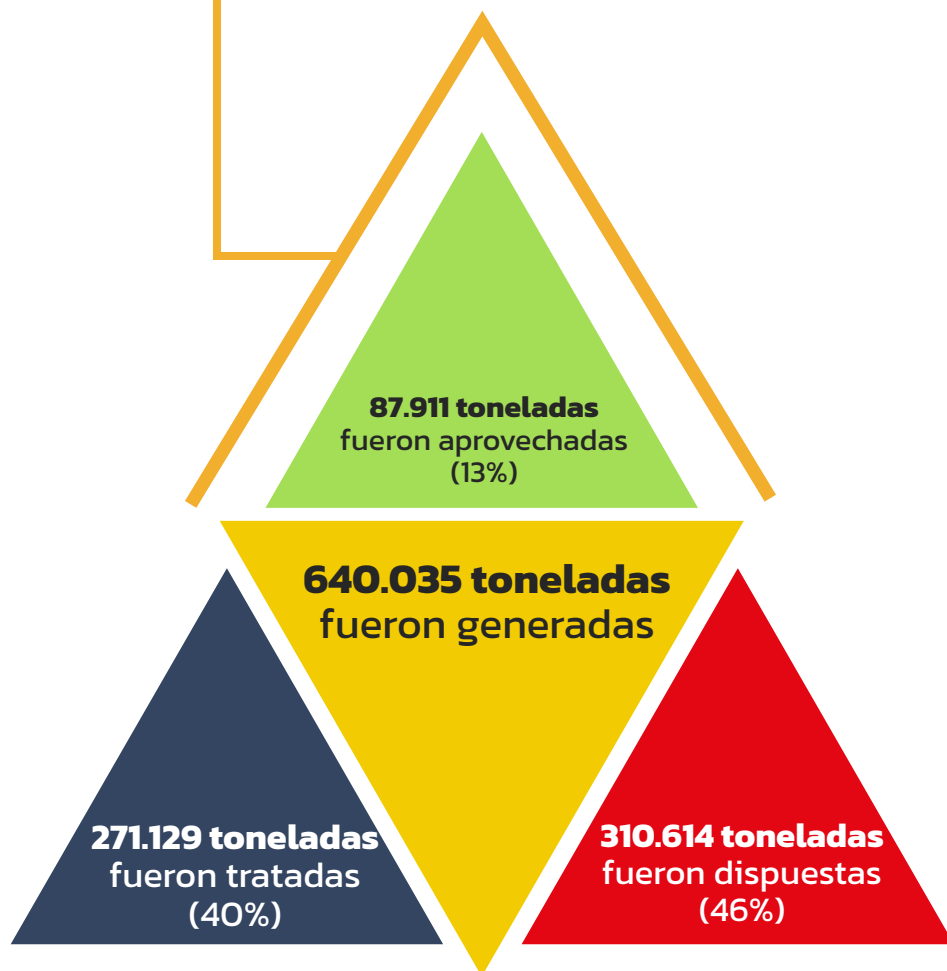 87.911 toneladas
fueron aprovechadas
(13%)
640.035 toneladas
fueron generadas
271.129 toneladas
fueron tratadas
(40%)
310.614 toneladas
fueron dispuestas
(46%)